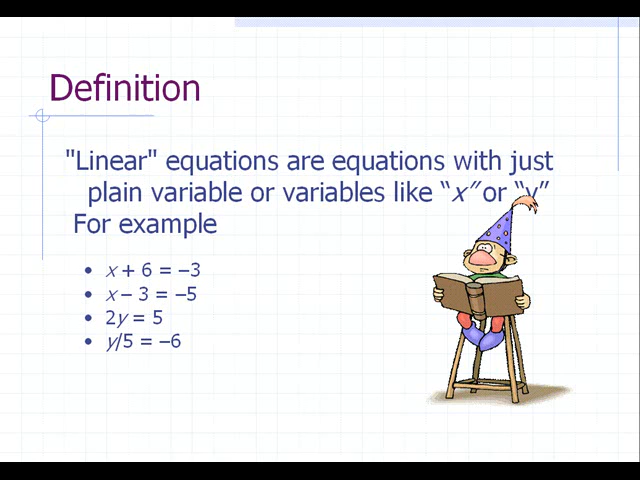 Definition
"Linear" equations are equations with just
plain variable or variables like “x” or “y”
For example
• x + 6 = –3
• x – 3 = –5
• 2y = 5
• y/5 = –6